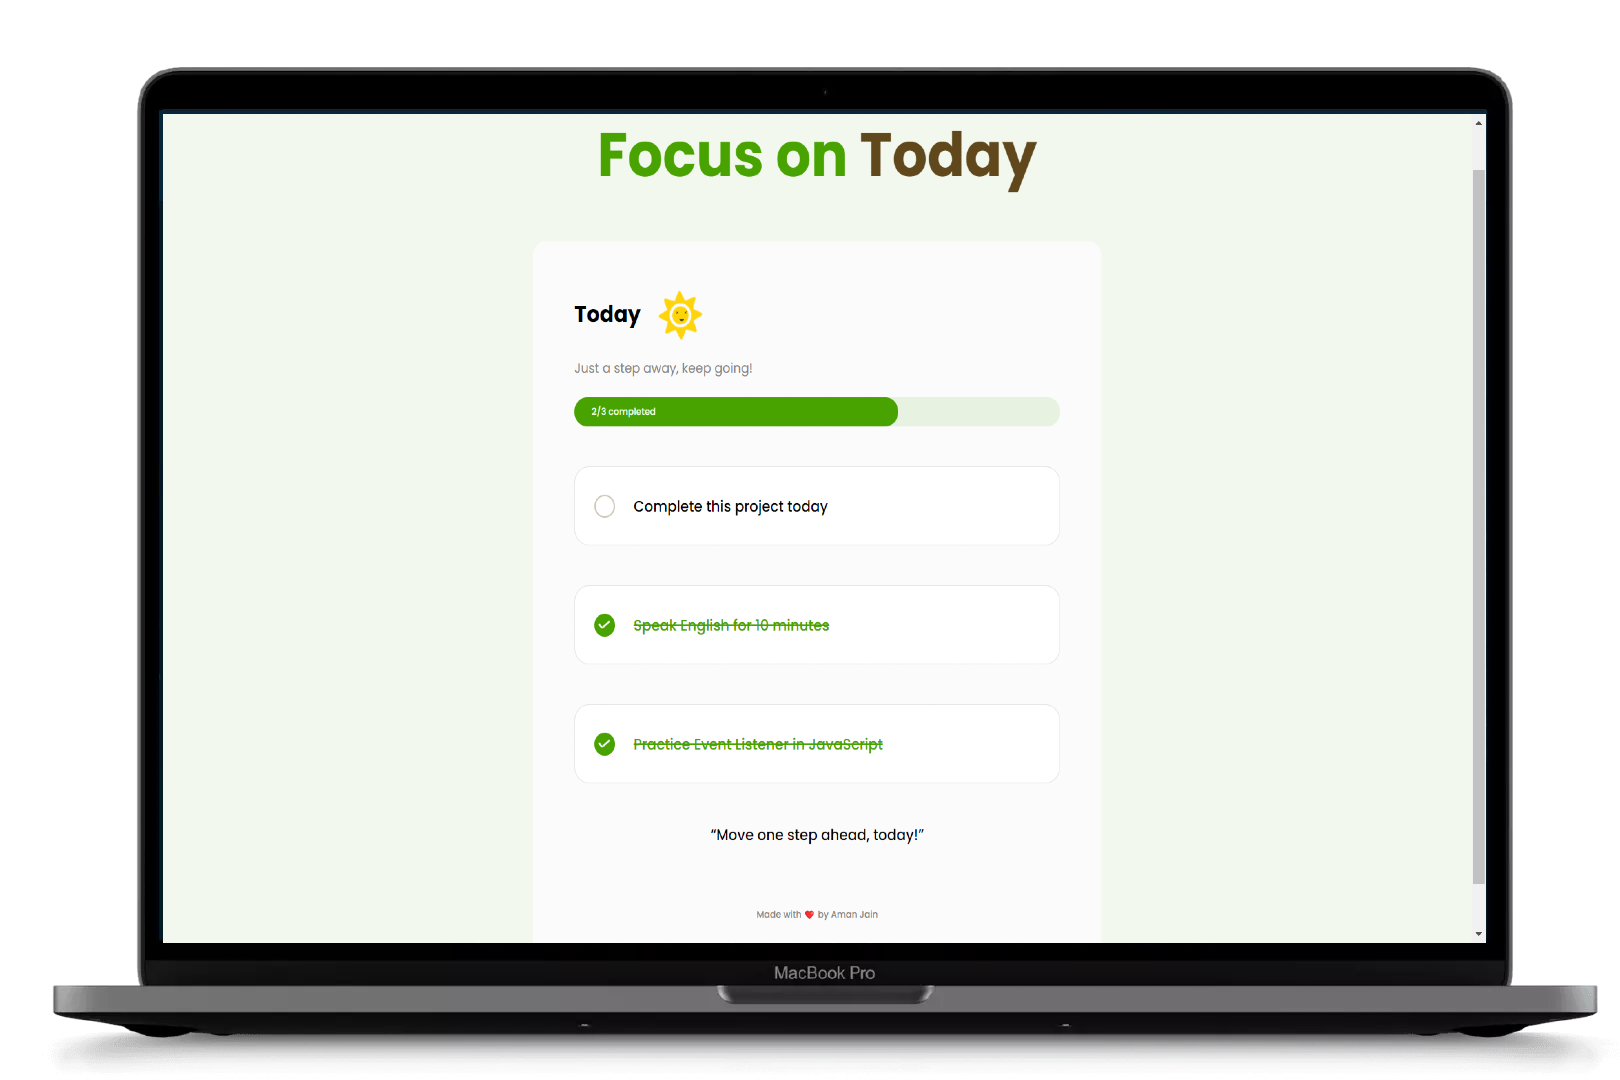 Focus on Today
Today
Just a step away, keep going!
2/3 completed
Complete this project today
Speak English for 10 minutes
Practice Event Listener in JavaScript
“Move one step ahead, today!”
Made with ❤️ by Aman Jain
MacBook Pro